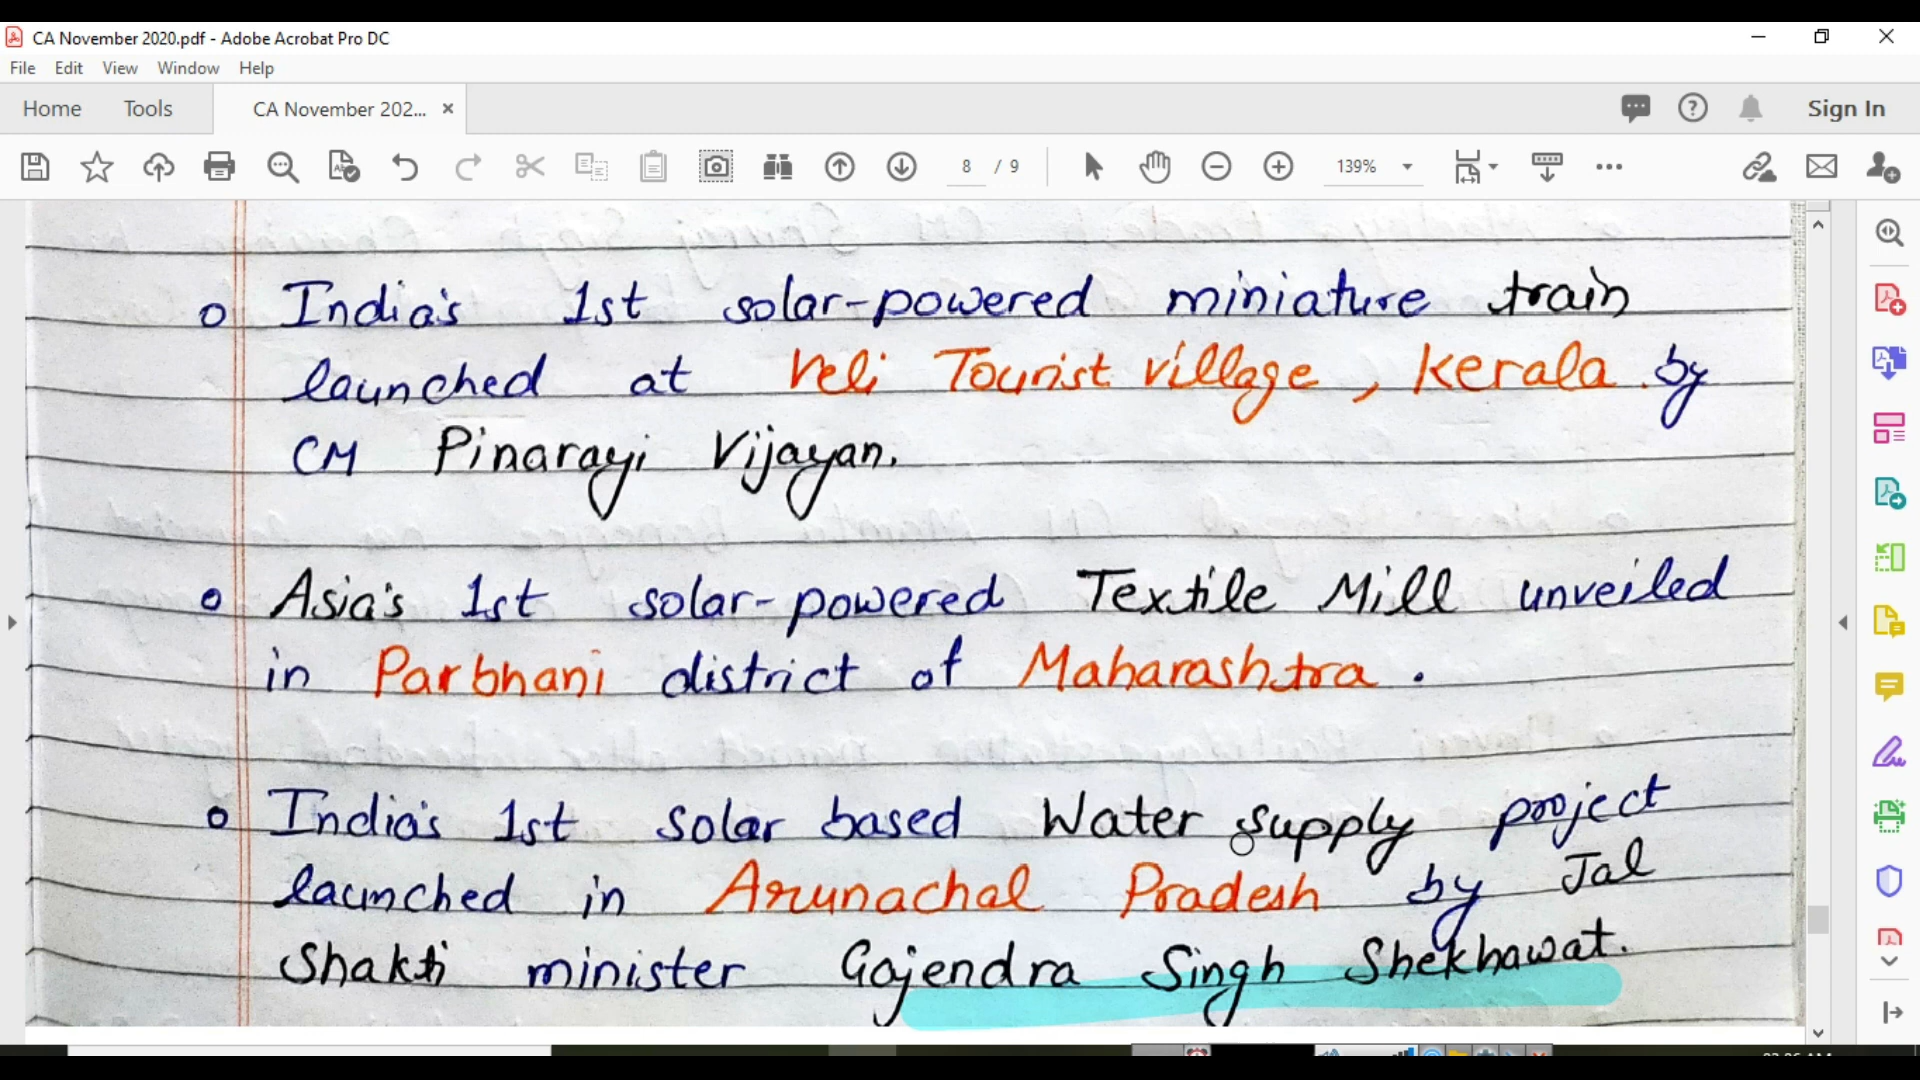 CA November 2020.pdf - Adobe Acrobat Pro DC
File Edit View Window Help
Home Tools CA November 202... × Sign In
8 / 9 139%
o India's 1st solar-powered miniature train
launched at Veli Tourist Village, Kerala by
CM Pinarayi Vijayan.
o Asia's 1st solar-powered Textile Mill unveiled
in Parbhani district of Maharashtra.
o India's 1st solar based Water supply project
launched in Arunachal Pradesh by Jal
Shakti minister Gajendra Singh Shekhawat.